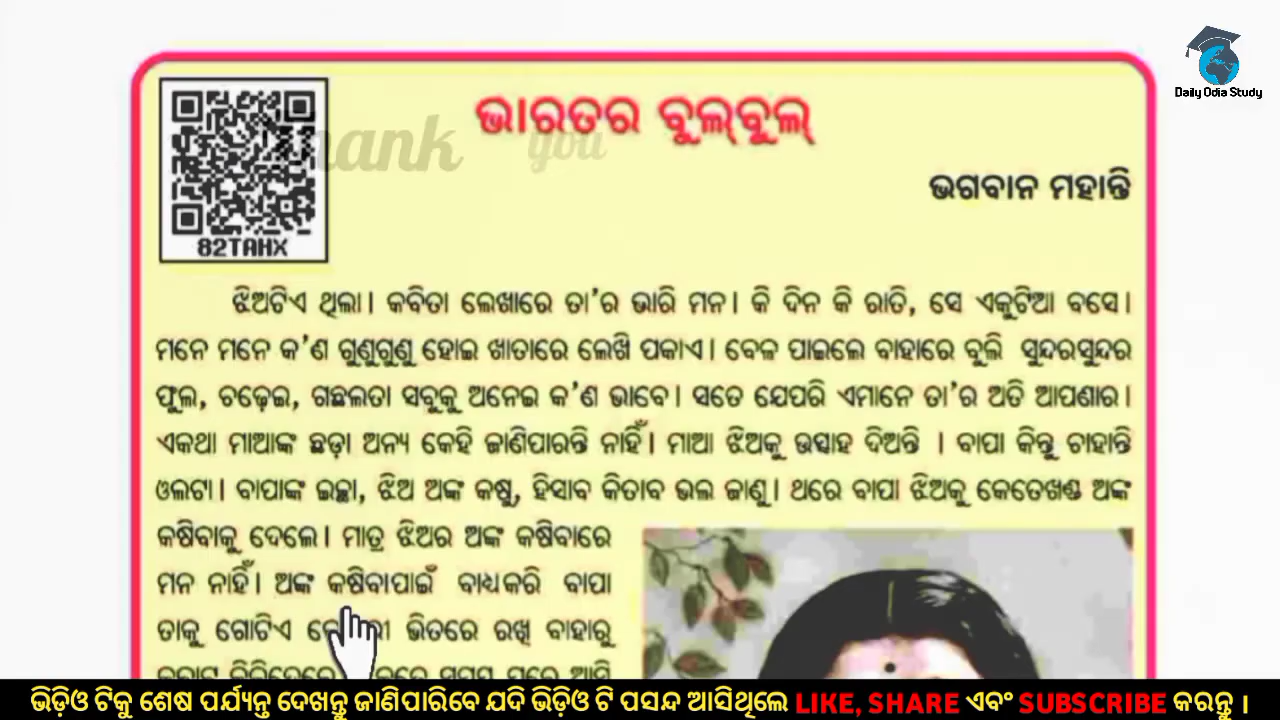 Daily Odia Study
Thank you
ଭାରତର ବୁଲ୍‌ବୁଲ୍
82TAHX
ଭଗବାନ ମହାନ୍ତି
ଝିଅଟିଏ ଥିଲା। କବିତା ଲେଖାରେ ତା'ର ଭାରି ମନ। କି ଦିନ କି ରାତି, ସେ ଏକୁଟିଆ ବସେ।
ମନେ ମନେ କ'ଣ ଗୁଣୁଗୁଣୁ ହୋଇ ଖାତାରେ ଲେଖି ପକାଏ। ବେଳ ପାଇଲେ ବାହାରେ ବୁଲି ସୁନ୍ଦରସୁନ୍ଦର
ଫୁଲ, ଚଢ଼େଇ, ଗଛଲତା ସବୁକୁ ଅନେଇ କ'ଣ ଭାବେ। ସତେ ଯେପରି ଏମାନେ ତା'ର ଅତି ଆପଣାର।
ଏକଥା ମାଆଙ୍କ ଛଡ଼ା ଅନ୍ୟ କେହି ଜାଣିପାରନ୍ତି ନାହିଁ। ମାଆ ଝିଅକୁ ଉତ୍ସାହ ଦିଅନ୍ତି । ବାପା କିନ୍ତୁ ଚାହାନ୍ତି
ଓଲଟା। ବାପାଙ୍କ ଇଚ୍ଛା, ଝିଅ ଅଙ୍କ କଷୁ, ହିସାବ କିତାବ ଭଲ ଜାଣୁ। ଥରେ ବାପା ଝିଅକୁ କେତେଖଣ୍ଡ ଅଙ୍କ
କଷିବାକୁ ଦେଲେ। ମାତ୍ର ଝିଅର ଅଙ୍କ କଷିବାରେ
ମନ ନାହିଁ। ଅଙ୍କ କଷିବାପାଇଁ ବାଧ୍ୟକରି ବାପା
ତାକୁ ଗୋଟିଏ ଭିତରେ ରଖି ବାହାରୁ
ଭିଡ଼ିଓ ଟିକୁ ଶେଷ ପର୍ଯ୍ୟନ୍ତ ଦେଖନ୍ତୁ ଜାଣିପାରିବେ ଯଦି ଭିଡ଼ିଓ ଟି ପସନ୍ଦ ଆସିଥିଲେ LIKE, SHARE ଏବଂ SUBSCRIBE କରନ୍ତୁ ।